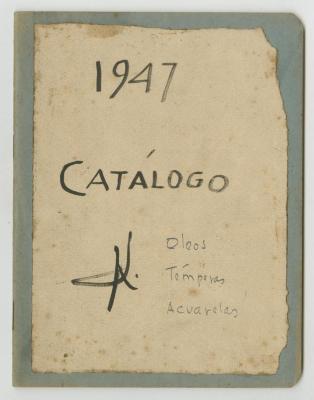 1947
CATÁLOGO
K.
Oleos
Témperas
Acuarelas